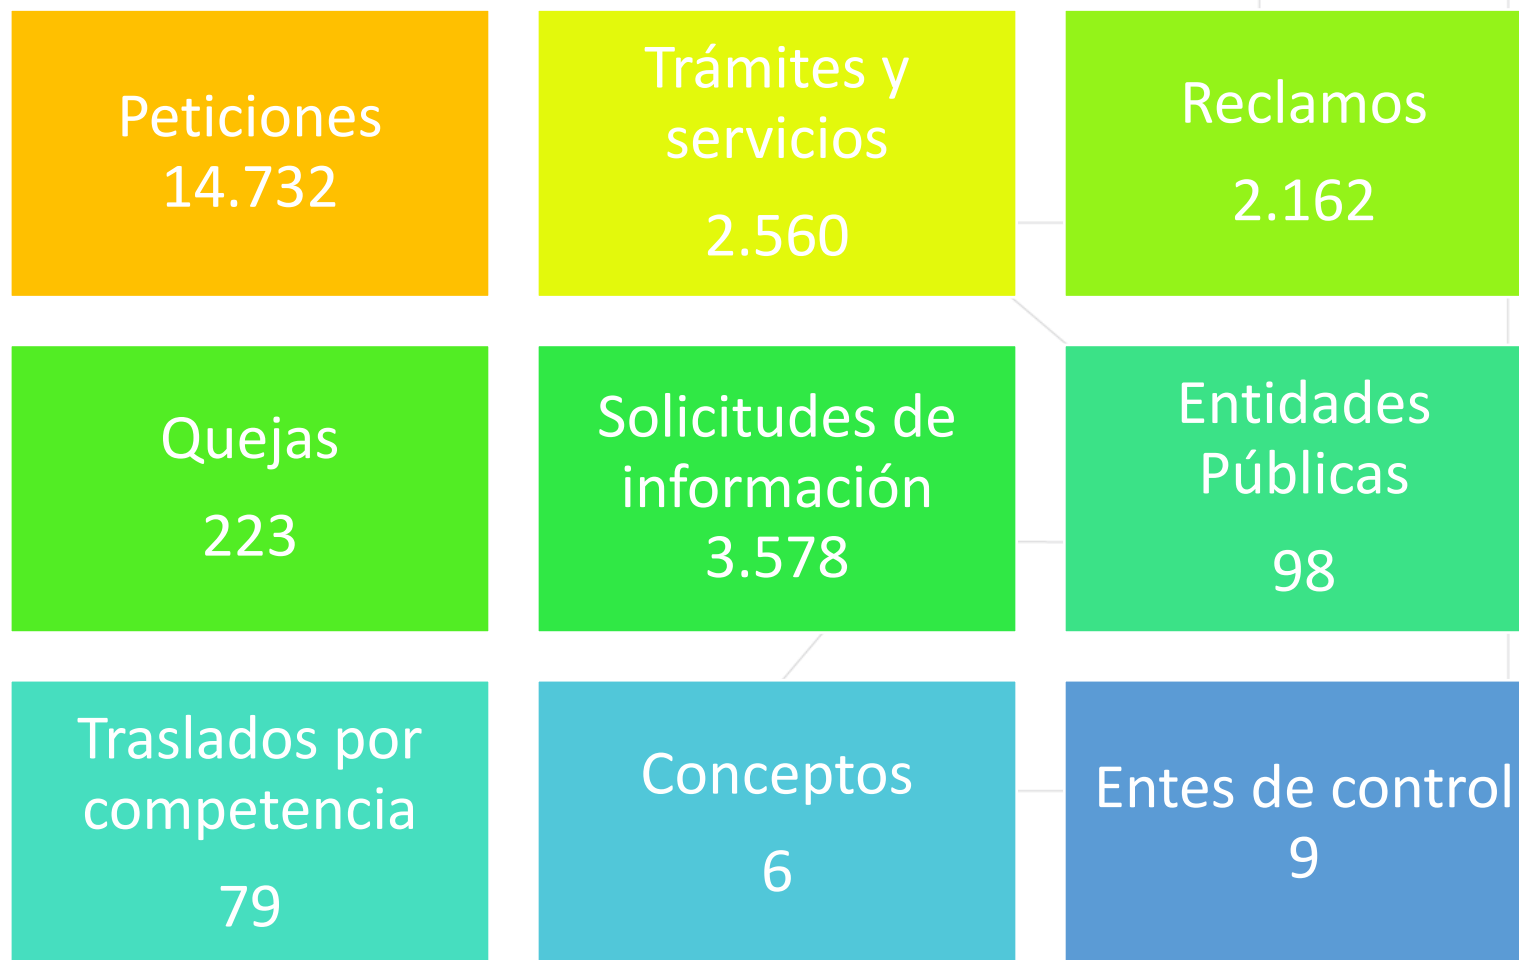 Peticiones
14.732
Trámites y
servicios
2.560
Reclamos
2.162
Quejas
223
Solicitudes de
información
3.578
Entidades
Públicas
98
Traslados por
competencia
79
Conceptos
6
Entes de control
9